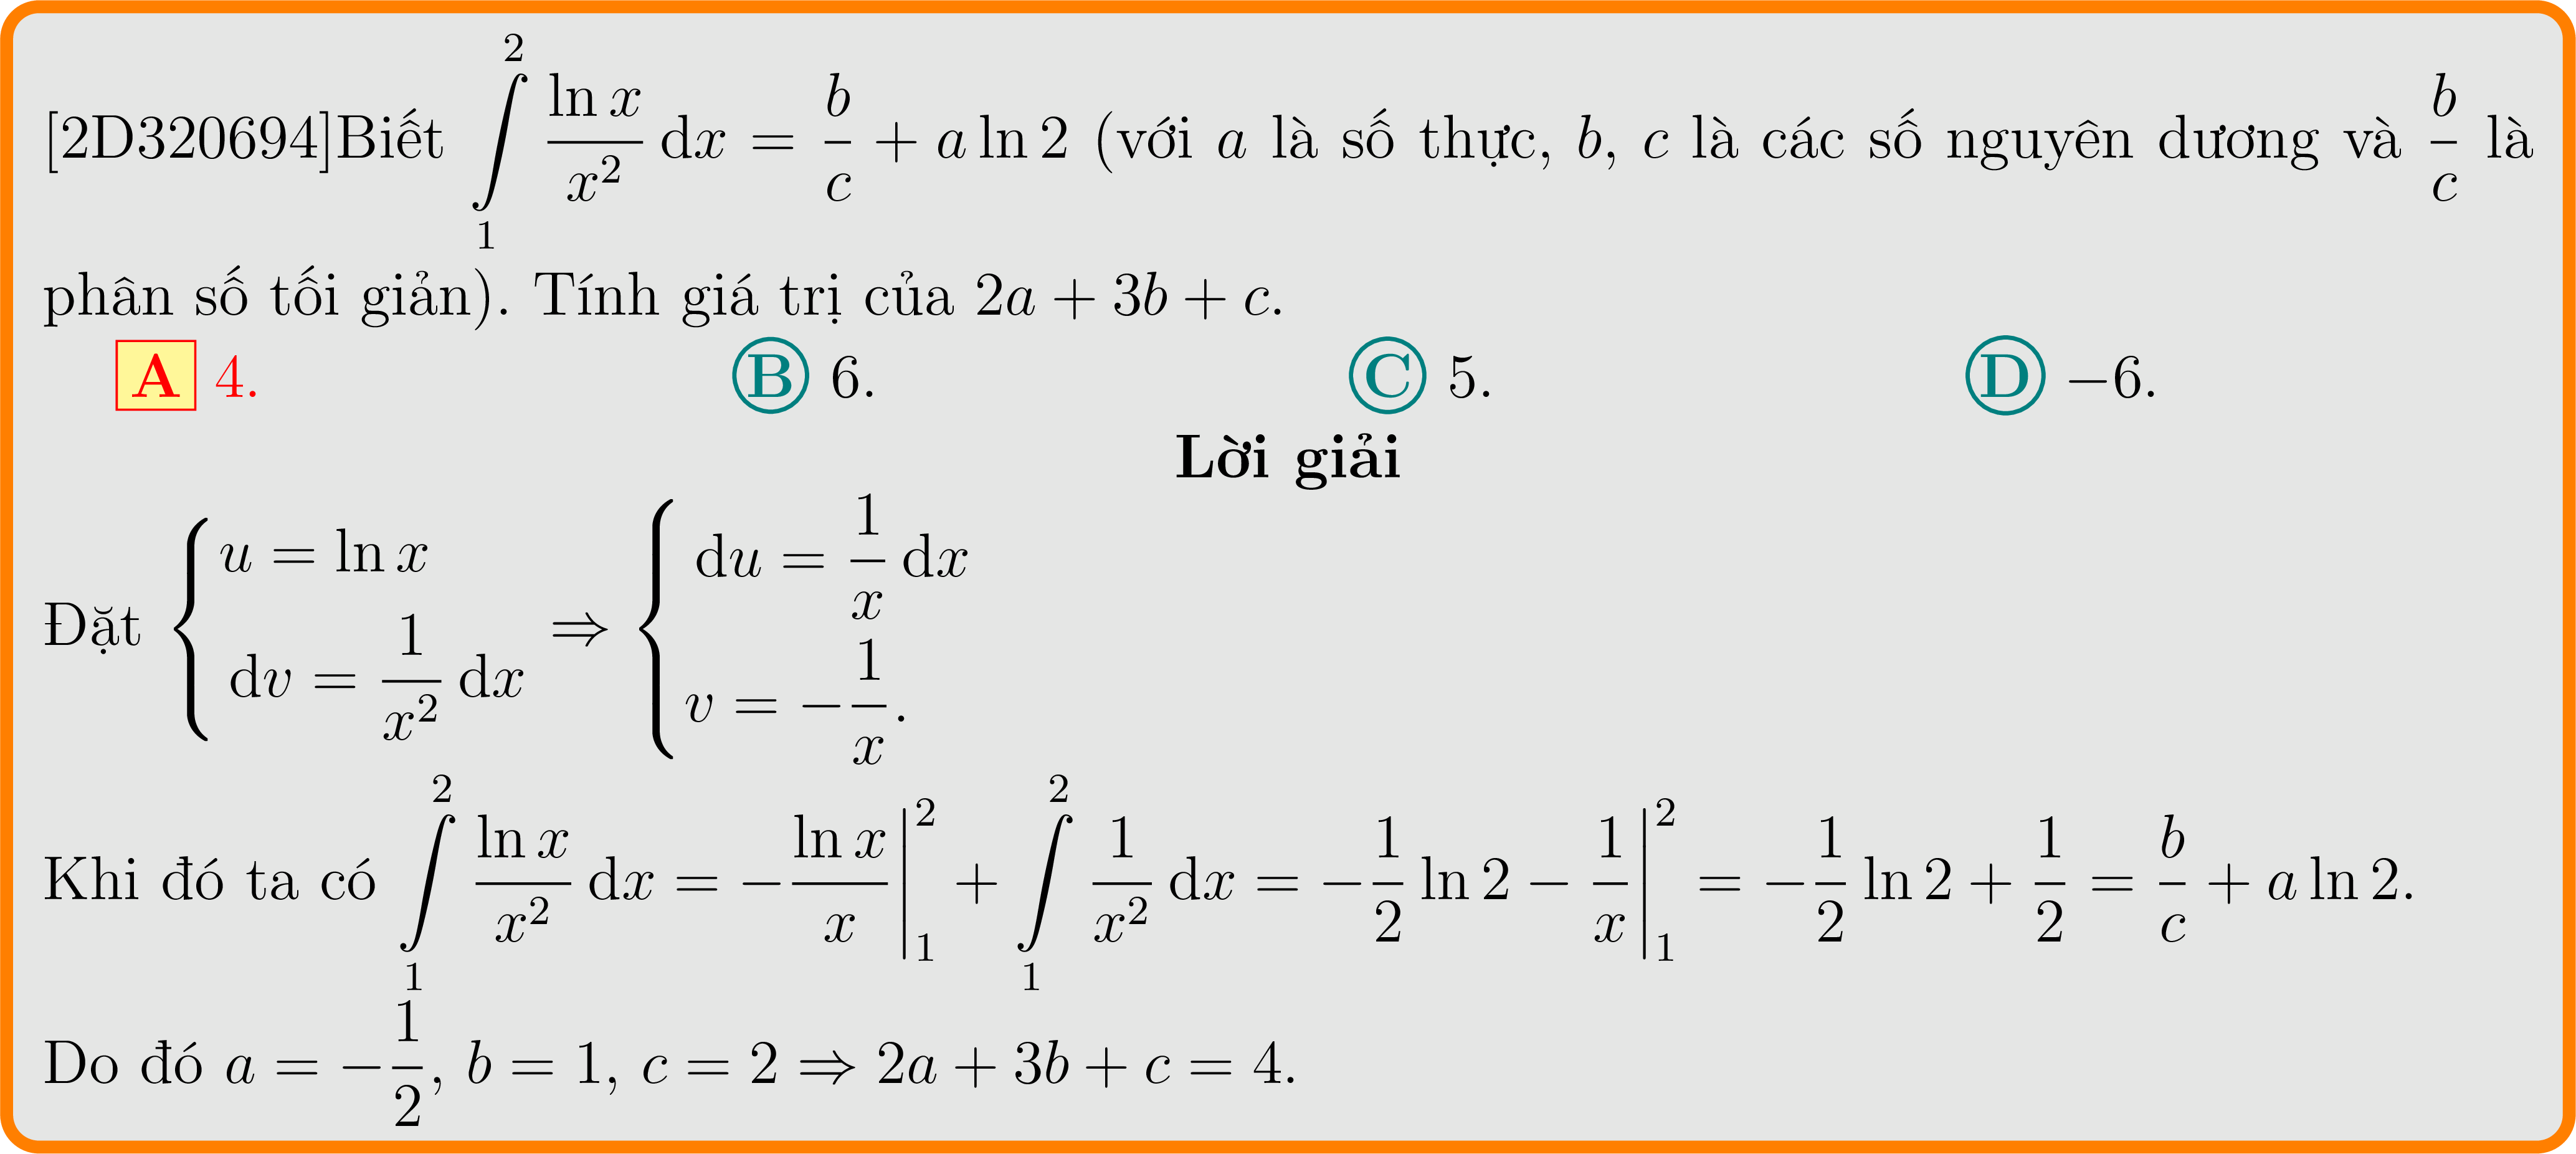 [2D320694]Biết $\int\limits_1^2 \frac{\ln x}{x^2}\,\mathrm{d}x = \frac{b}{c} + a\ln 2$ (với $a$ là số thực, $b$, $c$ là các số nguyên dương và $\frac{b}{c}$ là
phân số tối giản). Tính giá trị của $2a + 3b + c$.
A 4. B 6. C 5. D −6.
Lời giải
Đặt $\begin{cases} u = \ln x \\ \mathrm{d}v = \frac{1}{x^2}\,\mathrm{d}x \end{cases} \Rightarrow \begin{cases} \mathrm{d}u = \frac{1}{x}\,\mathrm{d}x \\ v = -\frac{1}{x}. \end{cases}$
Khi đó ta có $\int\limits_1^2 \frac{\ln x}{x^2}\,\mathrm{d}x = -\frac{\ln x}{x}\Big|_1^2 + \int\limits_1^2 \frac{1}{x^2}\,\mathrm{d}x = -\frac{1}{2}\ln 2 - \frac{1}{x}\Big|_1^2 = -\frac{1}{2}\ln 2 + \frac{1}{2} = \frac{b}{c} + a\ln 2.$
Do đó $a = -\frac{1}{2}$, $b = 1$, $c = 2 \Rightarrow 2a + 3b + c = 4.$